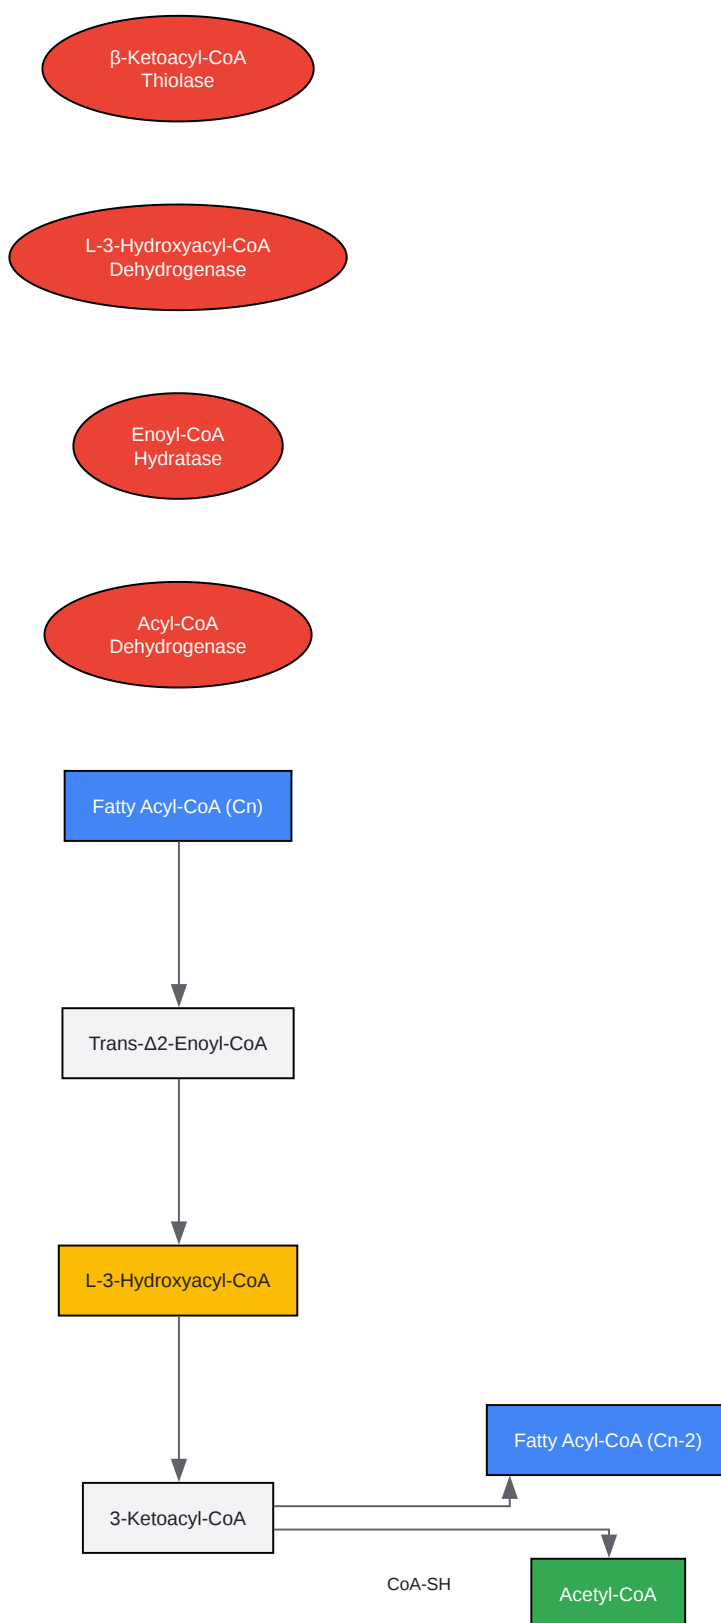 β-Ketoacyl-CoA
Thiolase
L-3-Hydroxyacyl-CoA
Dehydrogenase
Enoyl-CoA
Hydratase
Acyl-CoA
Dehydrogenase
Fatty Acyl-CoA (Cn)
Trans-Δ2-Enoyl-CoA
L-3-Hydroxyacyl-CoA
Fatty Acyl-CoA (Cn-2)
3-Ketoacyl-CoA
CoA-SH
Acetyl-CoA